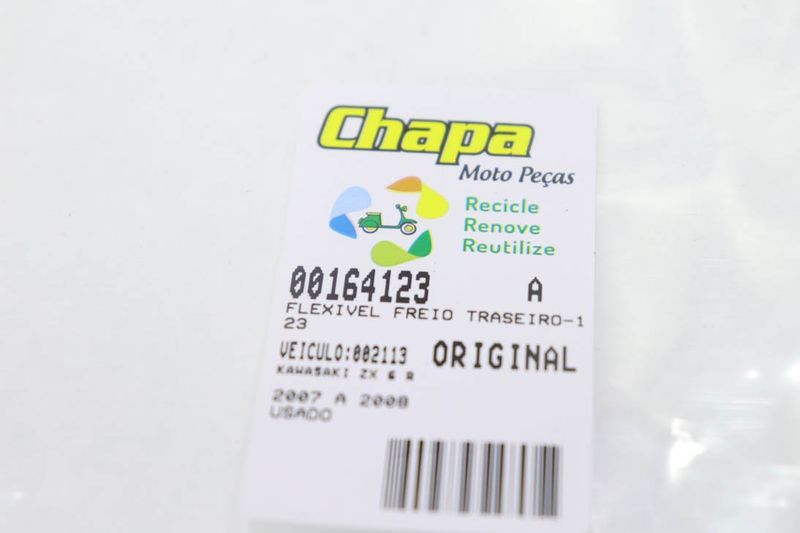 Chapa
Moto Peças
Recicle
Renove
Reutilize
00164123 A
FLEXIVEL FREIO TRASEIRO-1
23
VEICULO:002113 ORIGINAL
KAWASAKI ZX 6 R
2007 A 2008
USADO